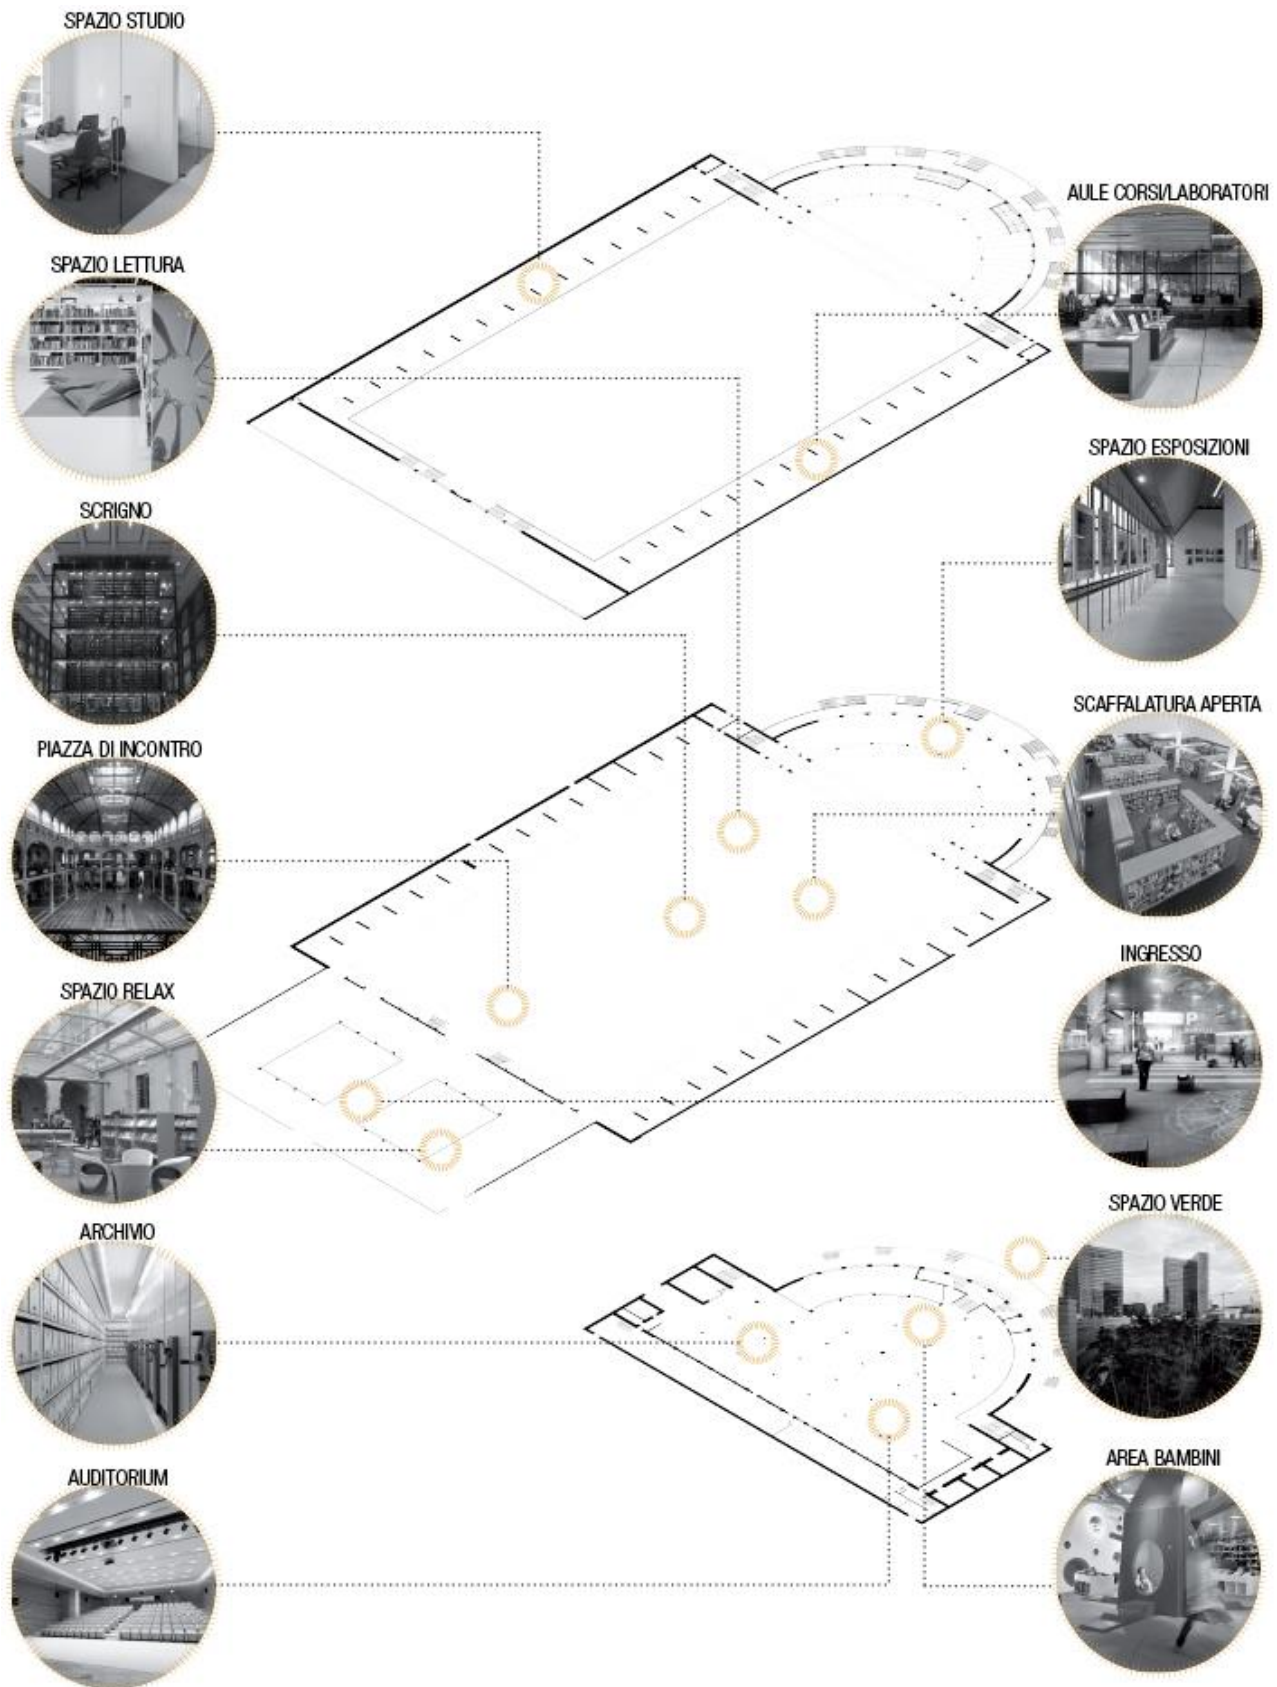 SPAZIO STUDIO
SPAZIO LETTURA
SCRIGNO
PIAZZA DI INCONTRO
SPAZIO RELAX
ARCHIVIO
AUDITORIUM
AULE CORSI/LABORATORI
SPAZIO ESPOSIZIONI
SCAFFALATURA APERTA
INGRESSO
SPAZIO VERDE
AREA BAMBINI